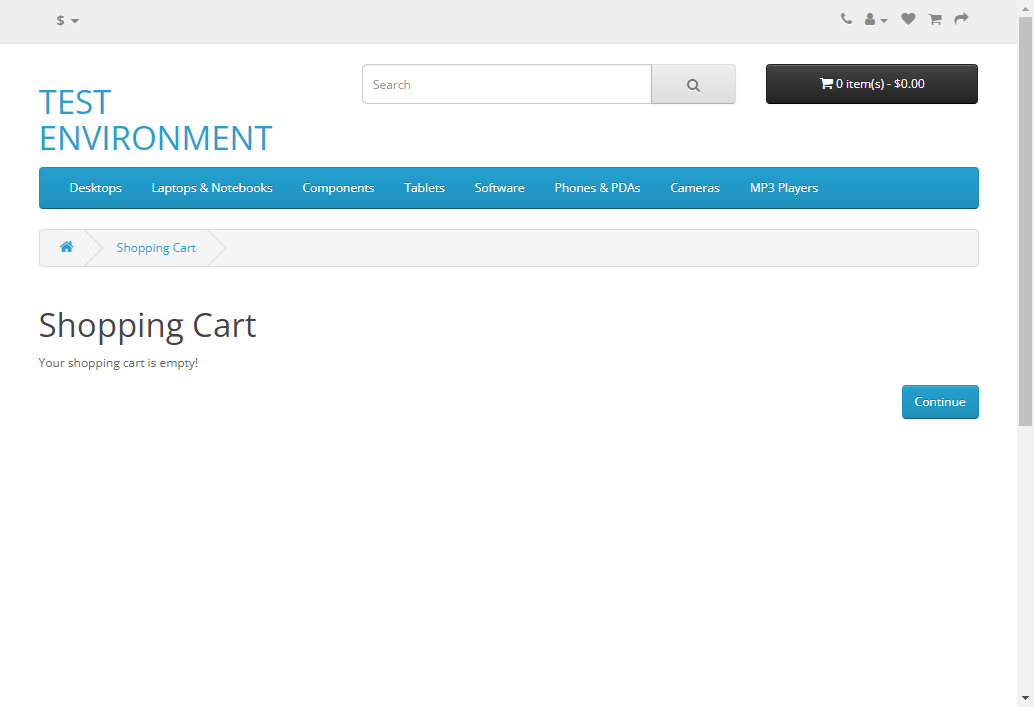 $
Search
0 item(s) - $0.00
TEST
ENVIRONMENT
Desktops
Laptops & Notebooks
Components
Tablets
Software
Phones & PDAs
Cameras
MP3 Players
Shopping Cart
Shopping Cart
Your shopping cart is empty!
Continue